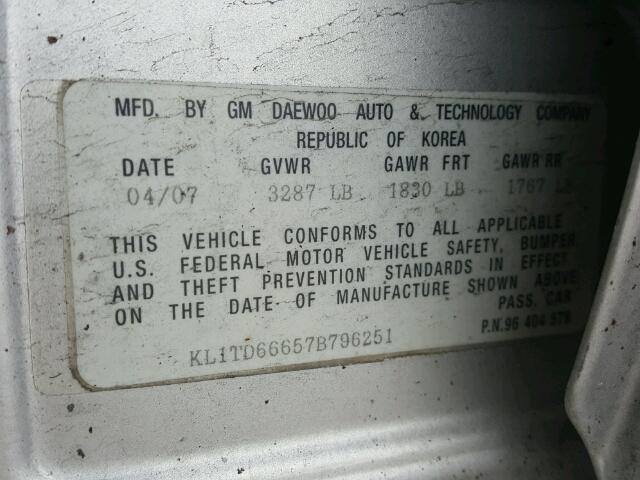 MFD. BY GM DAEWOO AUTO & TECHNOLOGY COMPANY
REPUBLIC OF KOREA
DATE GVWR GAWR FRT GAWR RR
04/07 3287 LB 1830 LB 1767 LB
THIS VEHICLE CONFORMS TO ALL APPLICABLE
U.S. FEDERAL MOTOR VEHICLE SAFETY, BUMPER,
AND THEFT PREVENTION STANDARDS IN EFFECT
ON THE DATE OF MANUFACTURE SHOWN ABOVE
PASS. CAR
P.N.96 404 978
KL1TD66657B796251